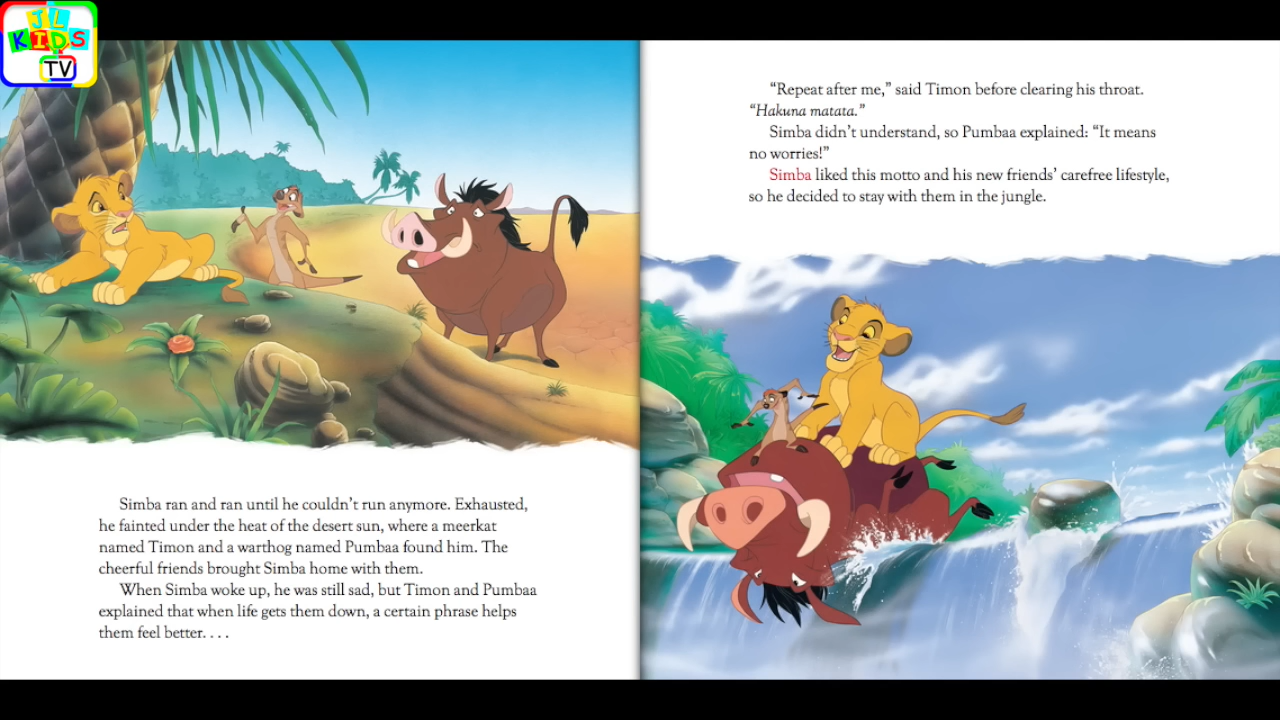 JL
KIDS
TV
Simba ran and ran until he couldn’t run anymore. Exhausted,
he fainted under the heat of the desert sun, where a meerkat
named Timon and a warthog named Pumbaa found him. The
cheerful friends brought Simba home with them.
When Simba woke up, he was still sad, but Timon and Pumbaa
explained that when life gets them down, a certain phrase helps
them feel better. . . .
“Repeat after me,” said Timon before clearing his throat.
“Hakuna matata.”
Simba didn’t understand, so Pumbaa explained: “It means
no worries!”
Simba liked this motto and his new friends’ carefree lifestyle,
so he decided to stay with them in the jungle.